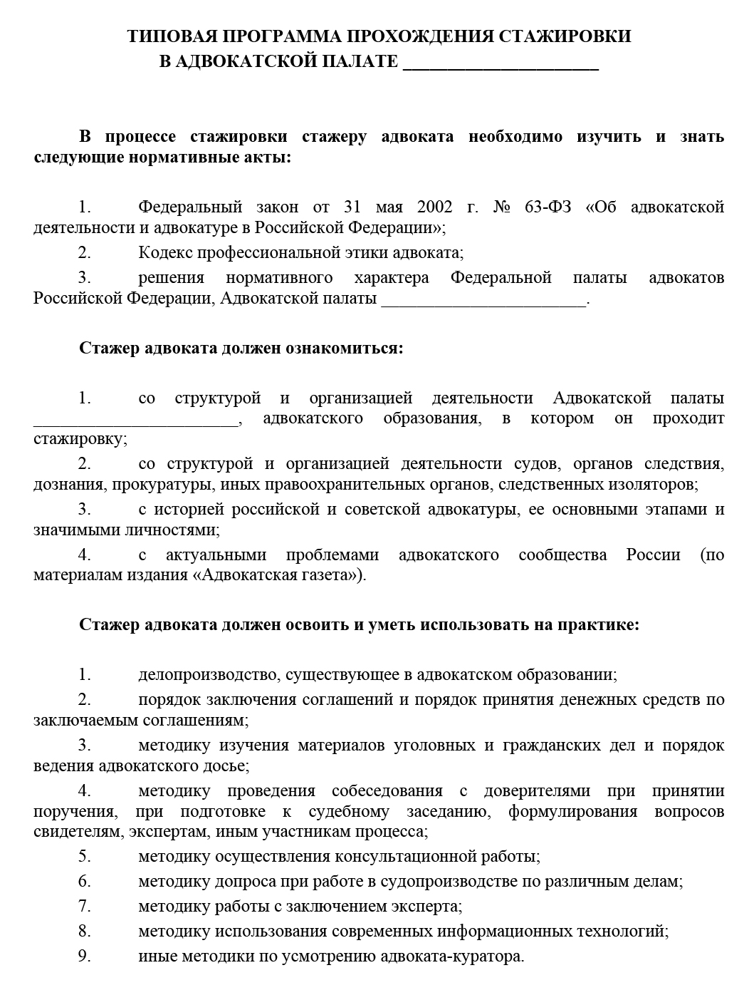 ТИПОВАЯ ПРОГРАММА ПРОХОЖДЕНИЯ СТАЖИРОВКИ
В АДВОКАТСКОЙ ПАЛАТЕ ______________________
В процессе стажировки стажеру адвоката необходимо изучить и знать
следующие нормативные акты:
1. Федеральный закон от 31 мая 2002 г. № 63-ФЗ «Об адвокатской
деятельности и адвокатуре в Российской Федерации»;
2. Кодекс профессиональной этики адвоката;
3. решения нормативного характера Федеральной палаты адвокатов
Российской Федерации, Адвокатской палаты _______________________.
Стажер адвоката должен ознакомиться:
1. со структурой и организацией деятельности Адвокатской палаты
_______________________, адвокатского образования, в котором он проходит
стажировку;
2. со структурой и организацией деятельности судов, органов следствия,
дознания, прокуратуры, иных правоохранительных органов, следственных изоляторов;
3. с историей российской и советской адвокатуры, ее основными этапами и
значимыми личностями;
4. с актуальными проблемами адвокатского сообщества России (по
материалам издания «Адвокатская газета»).
Стажер адвоката должен освоить и уметь использовать на практике:
1. делопроизводство, существующее в адвокатском образовании;
2. порядок заключения соглашений и порядок принятия денежных средств по
заключаемым соглашениям;
3. методику изучения материалов уголовных и гражданских дел и порядок
ведения адвокатского досье;
4. методику проведения собеседования с доверителями при принятии
поручения, при подготовке к судебному заседанию, формулирования вопросов
свидетелям, экспертам, иным участникам процесса;
5. методику осуществления консультационной работы;
6. методику допроса при работе в судопроизводстве по различным делам;
7. методику работы с заключением эксперта;
8. методику использования современных информационных технологий;
9. иные методики по усмотрению адвоката-куратора.